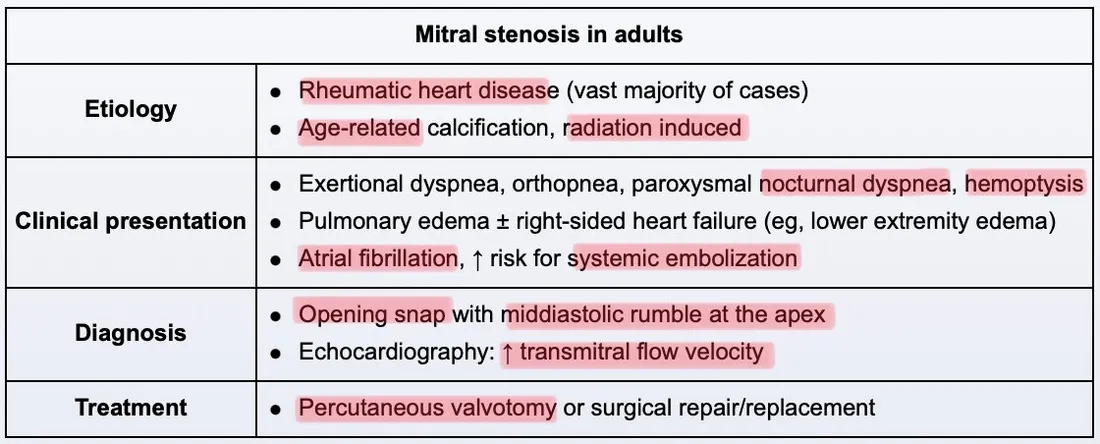 Mitral stenosis in adults
Etiology
● Rheumatic heart disease (vast majority of cases)
● Age-related calcification, radiation induced
Clinical presentation
● Exertional dyspnea, orthopnea, paroxysmal nocturnal dyspnea, hemoptysis
● Pulmonary edema ± right-sided heart failure (eg, lower extremity edema)
● Atrial fibrillation, ↑ risk for systemic embolization
Diagnosis
● Opening snap with middiastolic rumble at the apex
● Echocardiography: ↑ transmitral flow velocity
Treatment
● Percutaneous valvotomy or surgical repair/replacement